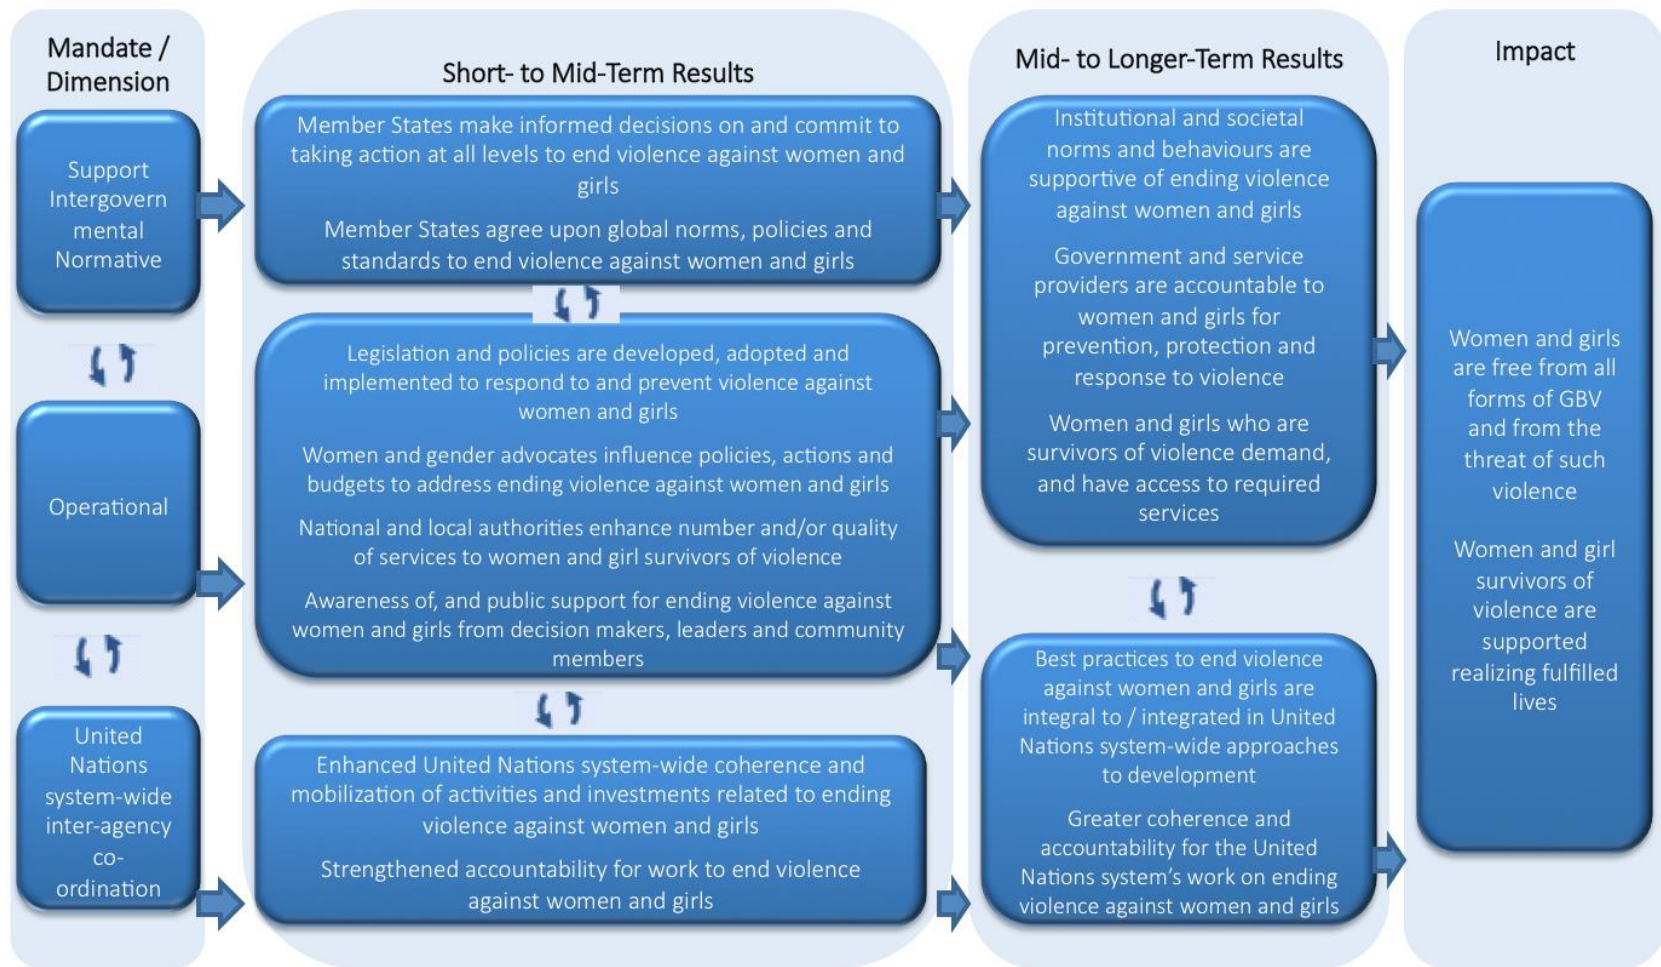 Mandate /
Dimension
Support
Intergovern
mental
Normative
Operational
United
Nations
system-wide
inter-agency
co-
ordination
Short- to Mid-Term Results
Member States make informed decisions on and commit to
taking action at all levels to end violence against women and
girls
Member States agree upon global norms, policies and
standards to end violence against women and girls
Legislation and policies are developed, adopted and
implemented to respond to and prevent violence against
women and girls
Women and gender advocates influence policies, actions and
budgets to address ending violence against women and girls
National and local authorities enhance number and/or quality
of services to women and girl survivors of violence
Awareness of, and public support for ending violence against
women and girls from decision makers, leaders and community
members
Enhanced United Nations system-wide coherence and
mobilization of activities and investments related to ending
violence against women and girls
Strengthened accountability for work to end violence
against women and girls
Mid- to Longer-Term Results
Institutional and societal
norms and behaviours are
supportive of ending violence
against women and girls
Government and service
providers are accountable to
women and girls for
prevention, protection and
response to violence
Women and girls who are
survivors of violence demand,
and have access to required
services
Best practices to end violence
against women and girls are
integral to / integrated in United
Nations system-wide approaches
to development
Greater coherence and
accountability for the United
Nations system's work on ending
violence against women and girls
Impact
Women and girls
are free from all
forms of GBV
and from the
threat of such
violence
Women and girl
survivors of
violence are
supported
realizing fulfilled
lives